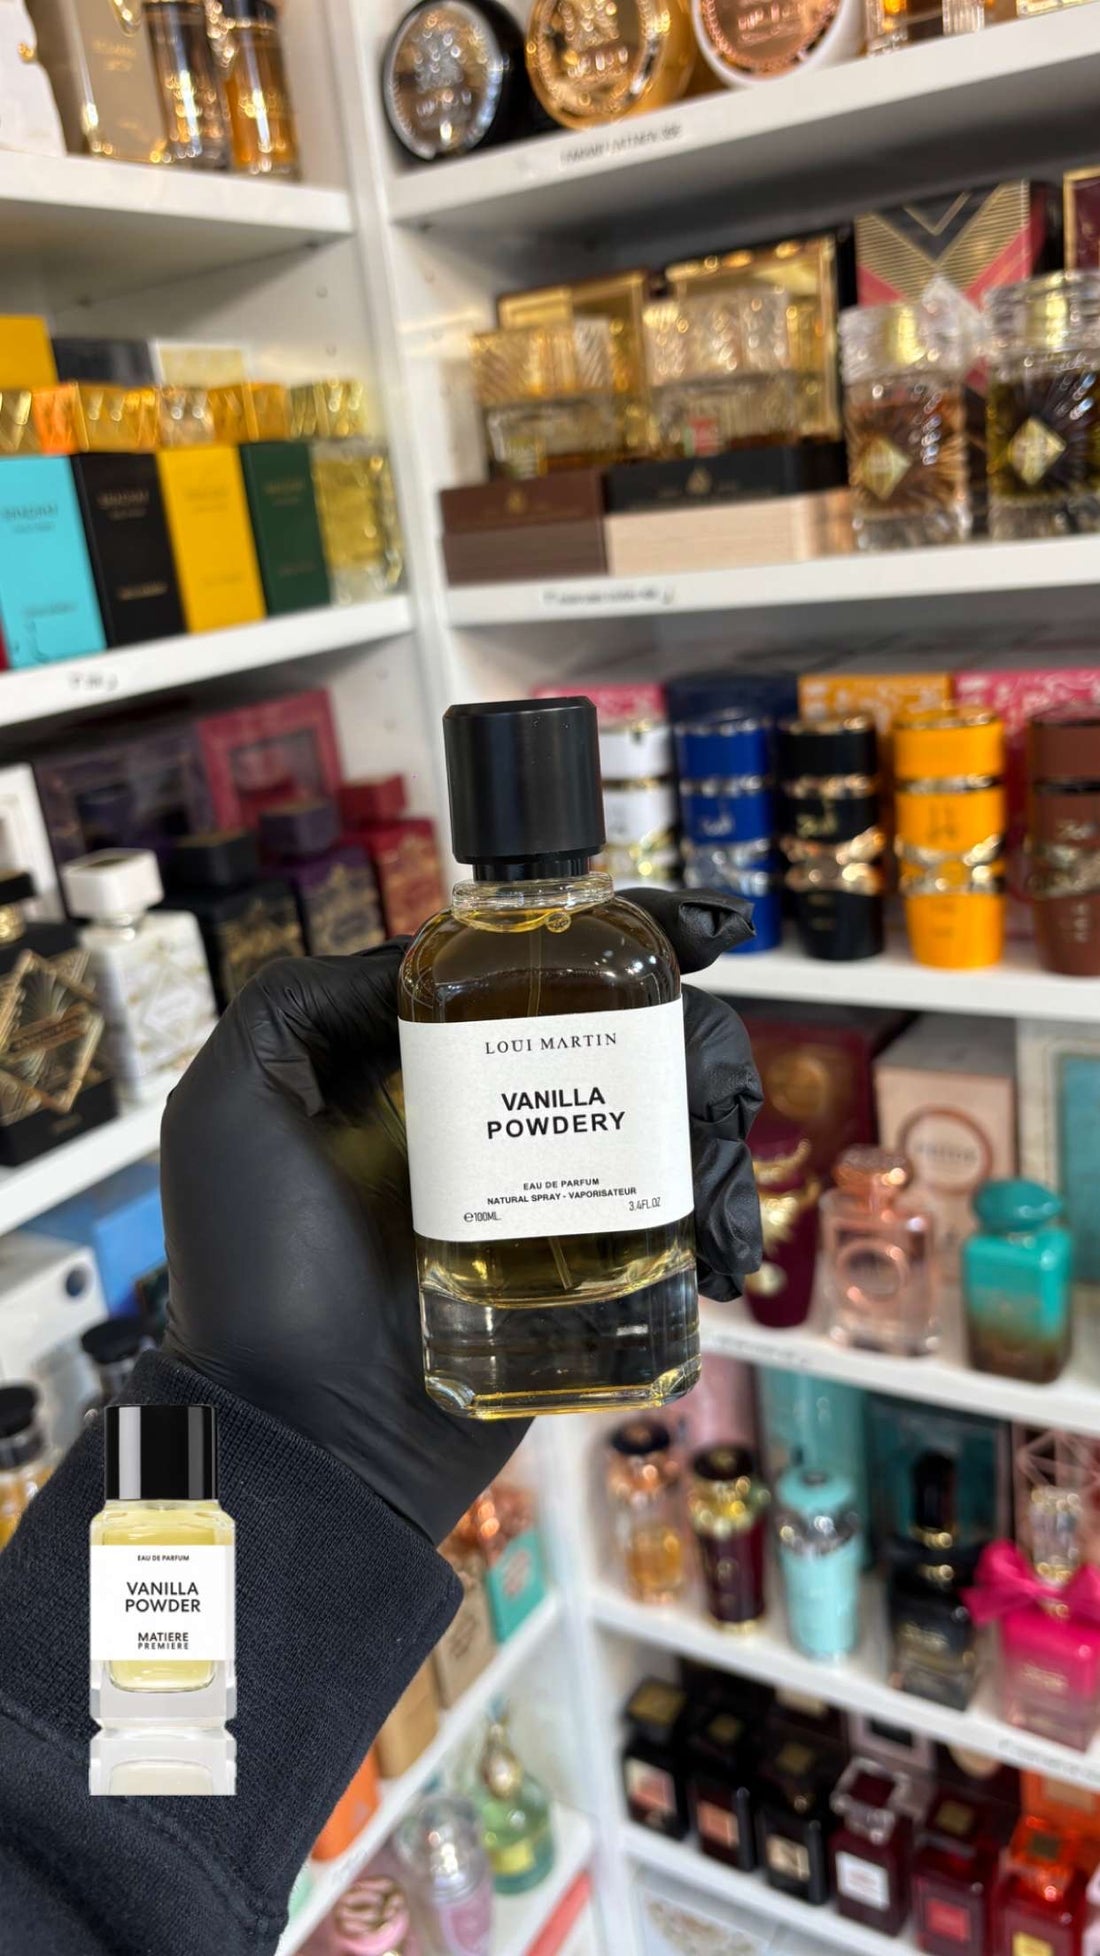 LOUI MARTIN
VANILLA
POWDERY
EAU DE PARFUM
NATURAL SPRAY - VAPORISATEUR
℮100ML.
3.4FL.OZ
EAU DE PARFUM
VANILLA
POWDER
MATIERE
PREMIERE